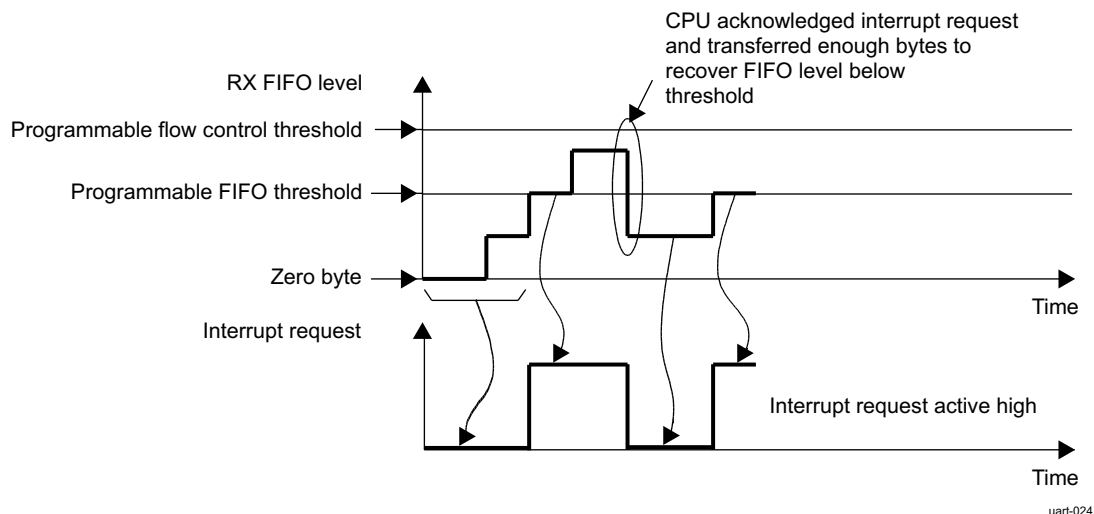 CPU acknowledged interrupt request
and transferred enough bytes to
recover FIFO level below
threshold
RX FIFO level
Programmable flow control threshold
Programmable FIFO threshold
Zero byte
Time
Interrupt request
Interrupt request active high
Time
uart-024